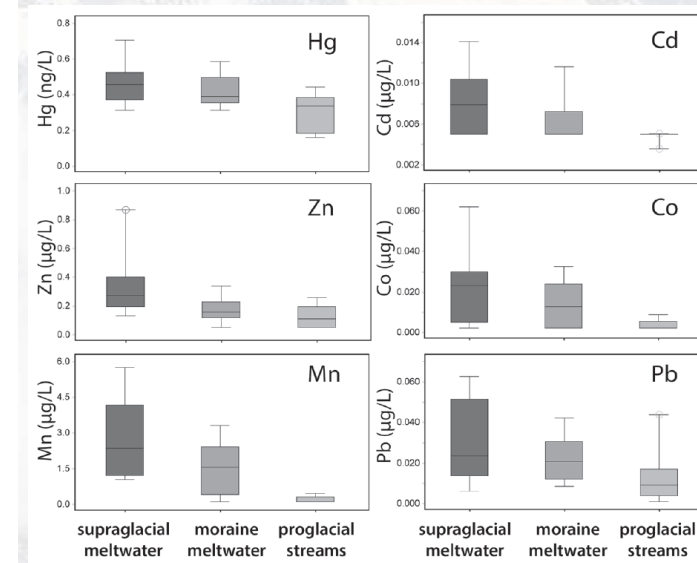 Hg
Hg (ng/L)
0.8
0.6
0.4
0.2
0.0
Cd
Cd (µg/L)
0.014
0.010
0.006
0.002
Zn
Zn (µg/L)
1.0
0.8
0.6
0.4
0.2
0.0
Co
Co (µg/L)
0.060
0.040
0.020
0.000
Mn
Mn (µg/L)
6.0
4.5
3.0
1.5
0.0
Pb
Pb (µg/L)
0.060
0.040
0.020
0.000
supraglacial meltwater
moraine meltwater
proglacial streams
supraglacial meltwater
moraine meltwater
proglacial streams